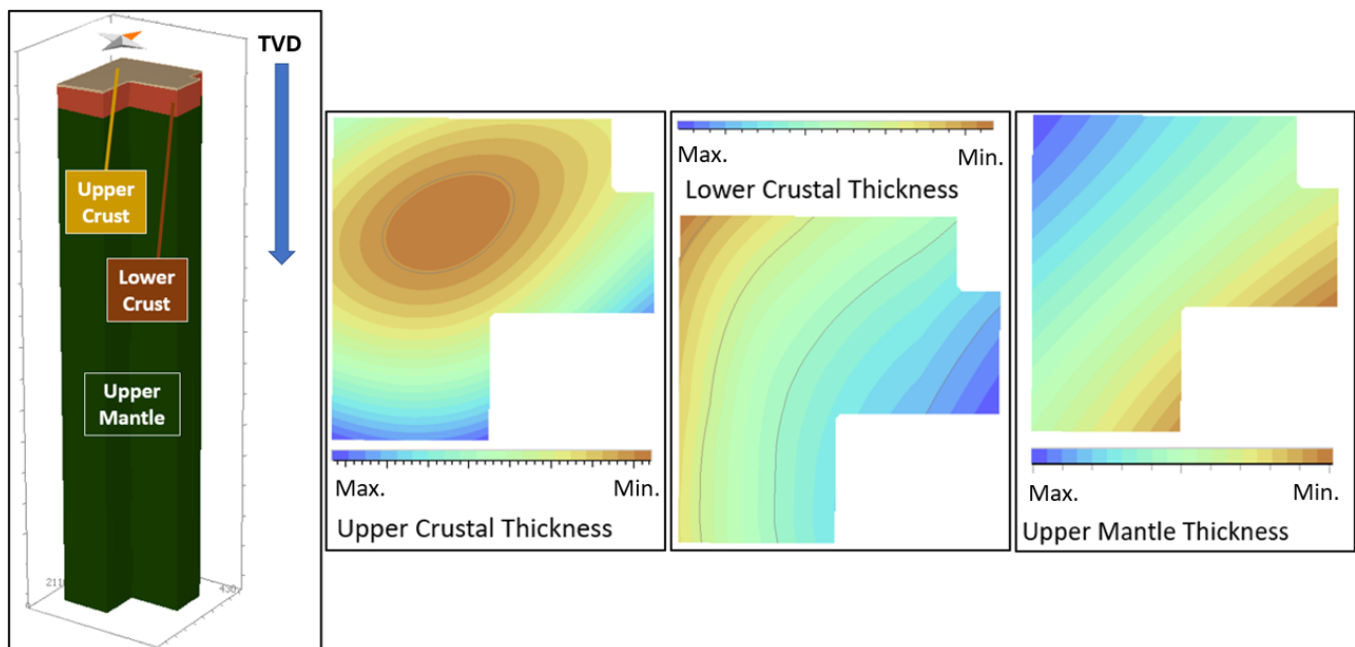 TVD
Upper
Crust
Lower
Crust
Upper
Mantle
Max. Min.
Upper Crustal Thickness
Max. Min.
Lower Crustal Thickness
Max. Min.
Upper Mantle Thickness